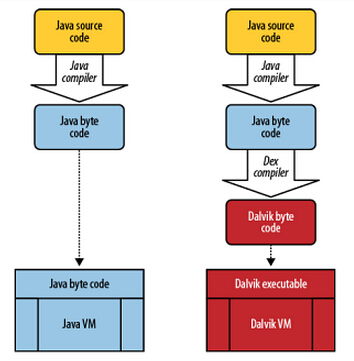 Java source
code
Java
compiler
Java byte
code
Java byte code
Java VM
Java source
code
Java
compiler
Java byte
code
Dex
compiler
Dalvik byte
code
Dalvik executable
Dalvik VM